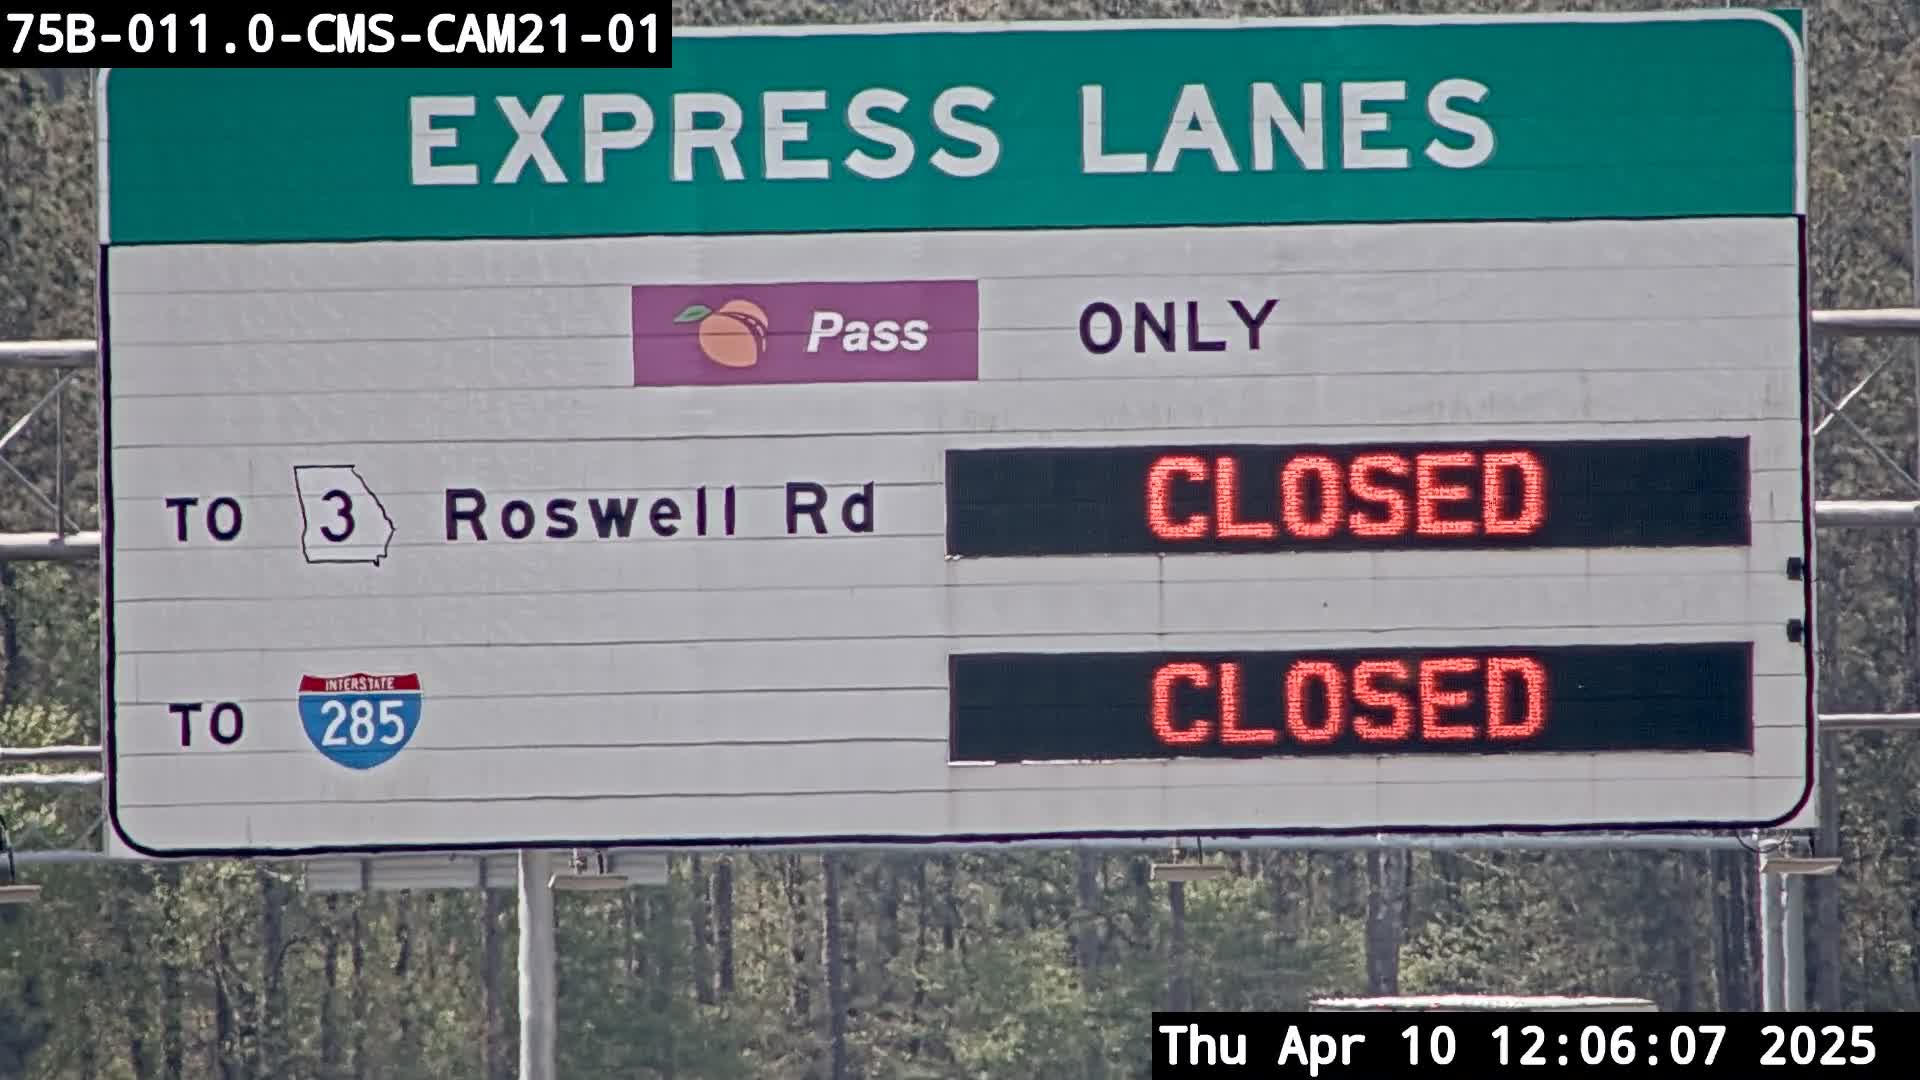 75B-011.0-CMS-CAM21-01
EXPRESS LANES
Pass ONLY
TO 3 Roswell Rd CLOSED
INTERSTATE
TO 285 CLOSED
Thu Apr 10 12:06:07 2025